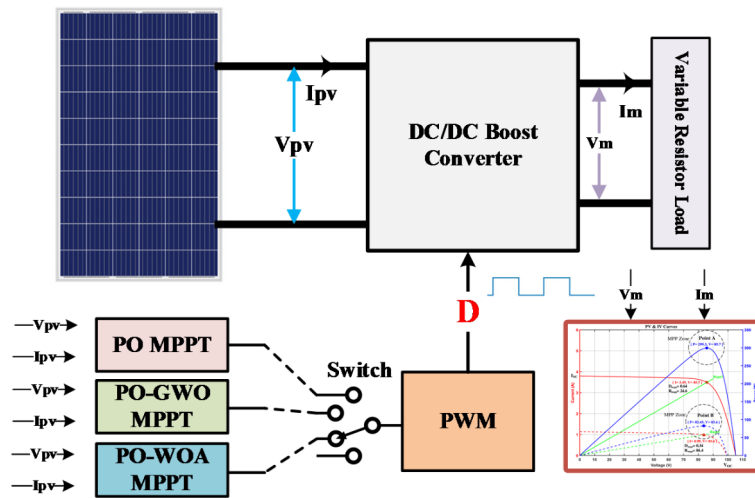 Ipv
Vpv
DC/DC Boost
Converter
Im
Vm
Variable Resistor Load
D
Vm
Im
Vpv
Ipv
PO MPPT
Vpv
Ipv
PO-GWO
MPPT
Vpv
Ipv
PO-WOA
MPPT
Switch
PWM
PV & IV Curves
MPP Zone
Point A
MPP Zone
Point B
Current (A)
Voltage (V)